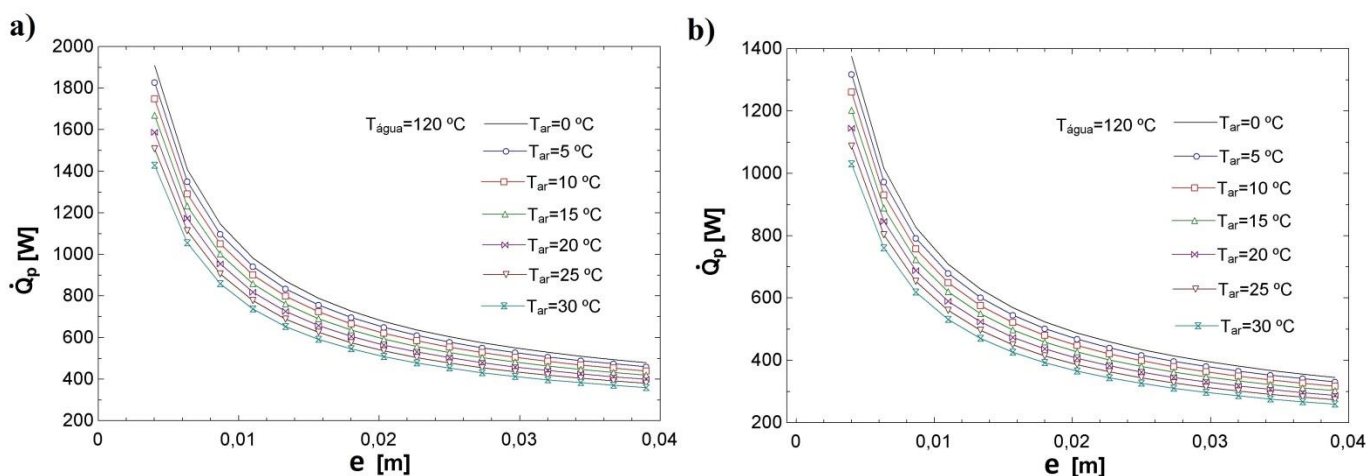 a)
2000
1800
1600
1400
1200
1000
800
600
400
200
Q̇p [W]
0
0,01
0,02
0,03
0,04
e [m]
Tágua=120 ºC
Tar=0 ºC
Tar=5 ºC
Tar=10 ºC
Tar=15 ºC
Tar=20 ºC
Tar=25 ºC
Tar=30 ºC
b)
1400
1200
1000
800
600
400
200
Q̇p [W]
0
0,01
0,02
0,03
0,04
e [m]
Tágua=120 ºC
Tar=0 ºC
Tar=5 ºC
Tar=10 ºC
Tar=15 ºC
Tar=20 ºC
Tar=25 ºC
Tar=30 ºC